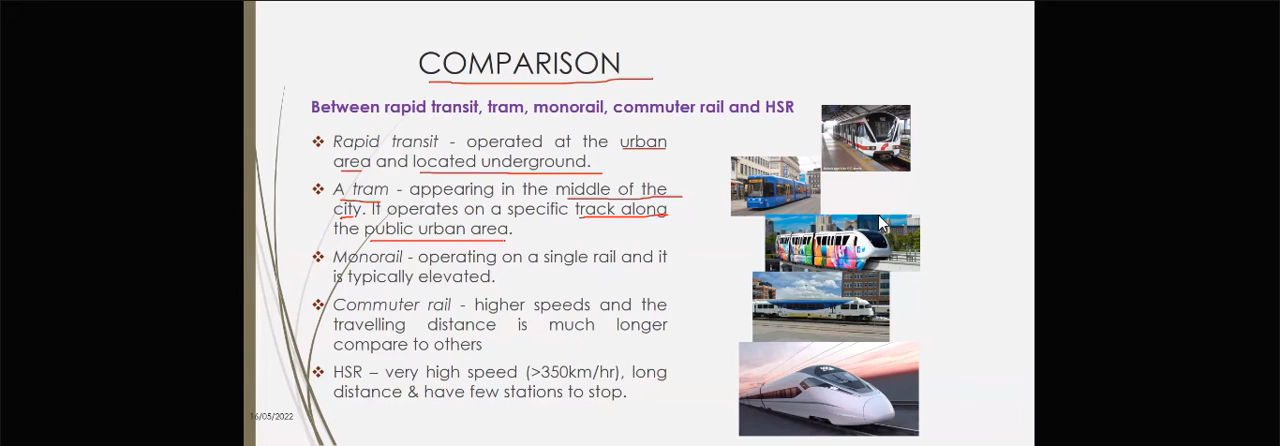 COMPARISON
Between rapid transit, tram, monorail, commuter rail and HSR
❖ Rapid transit - operated at the urban
area and located underground.
❖ A tram - appearing in the middle of the
city. It operates on a specific track along
the public urban area.
❖ Monorail - operating on a single rail and it
is typically elevated.
❖ Commuter rail - higher speeds and the
travelling distance is much longer
compare to others
❖ HSR – very high speed (>350km/hr), long
distance & have few stations to stop.
16/05/2022